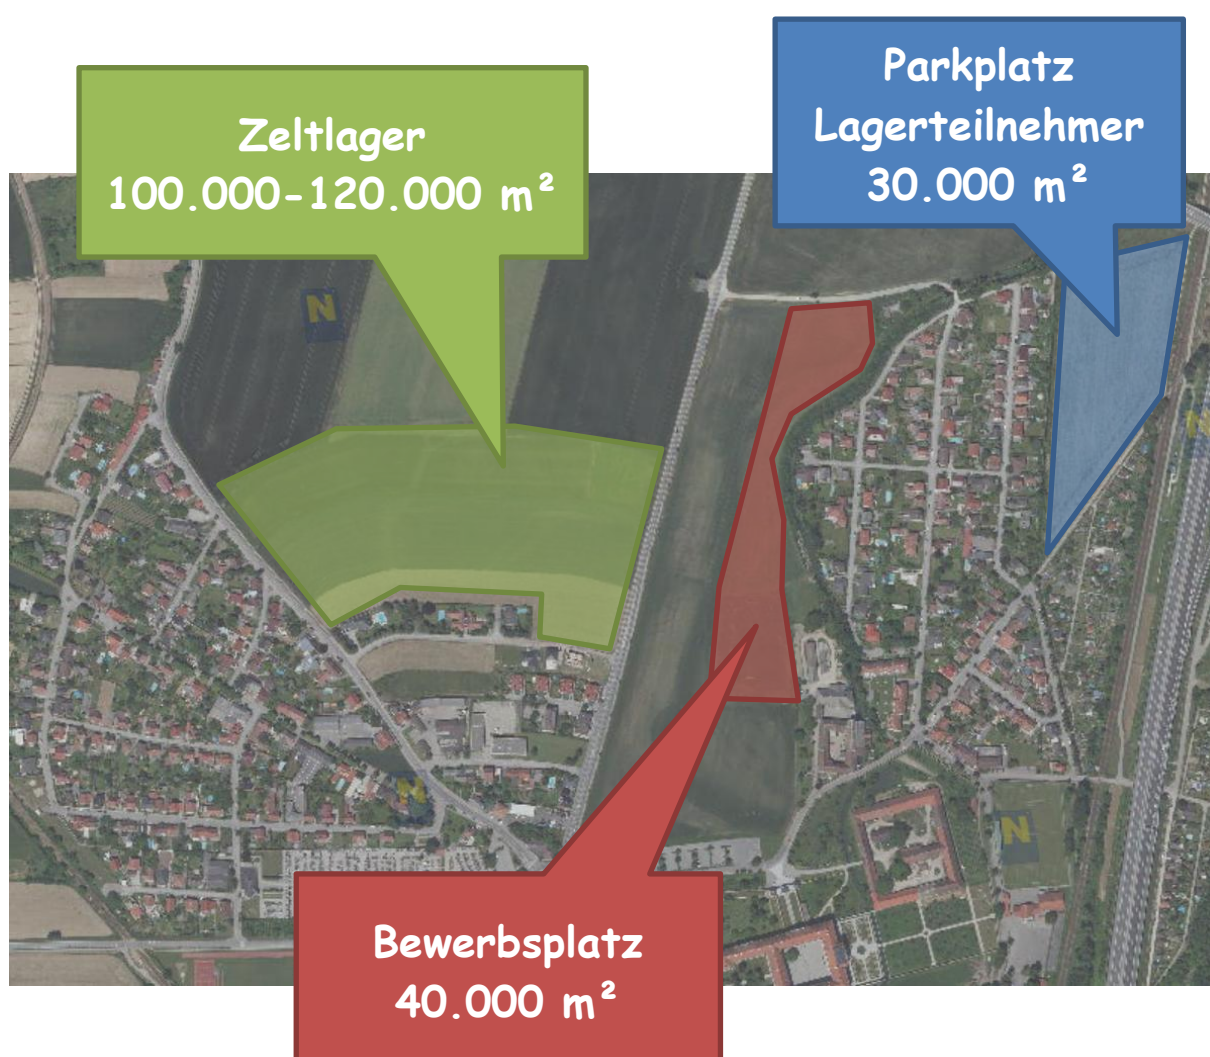 Parkplatz
Lagerteilnehmer
30.000 m²
Zeltlager
100.000-120.000 m²
N
N
N
N
Bewerbsplatz
40.000 m²